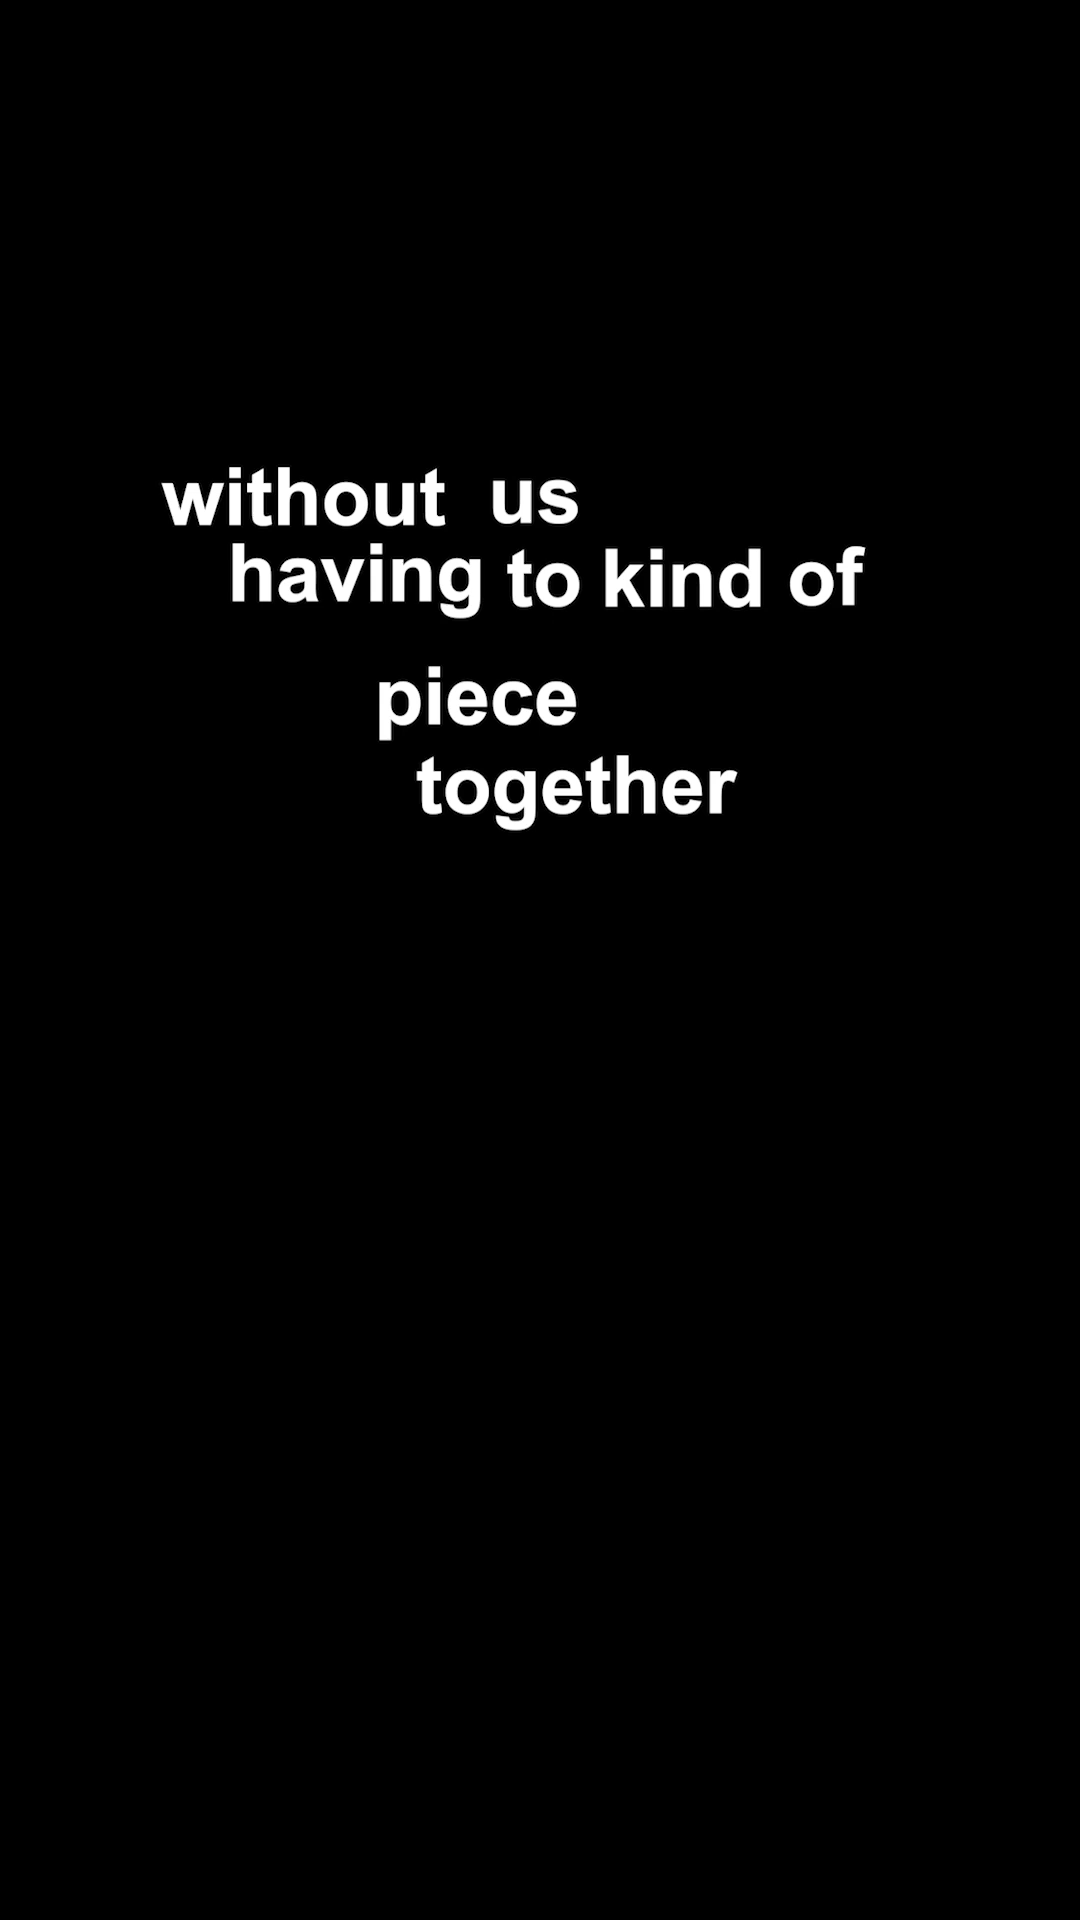 without us
having to kind of
piece
together